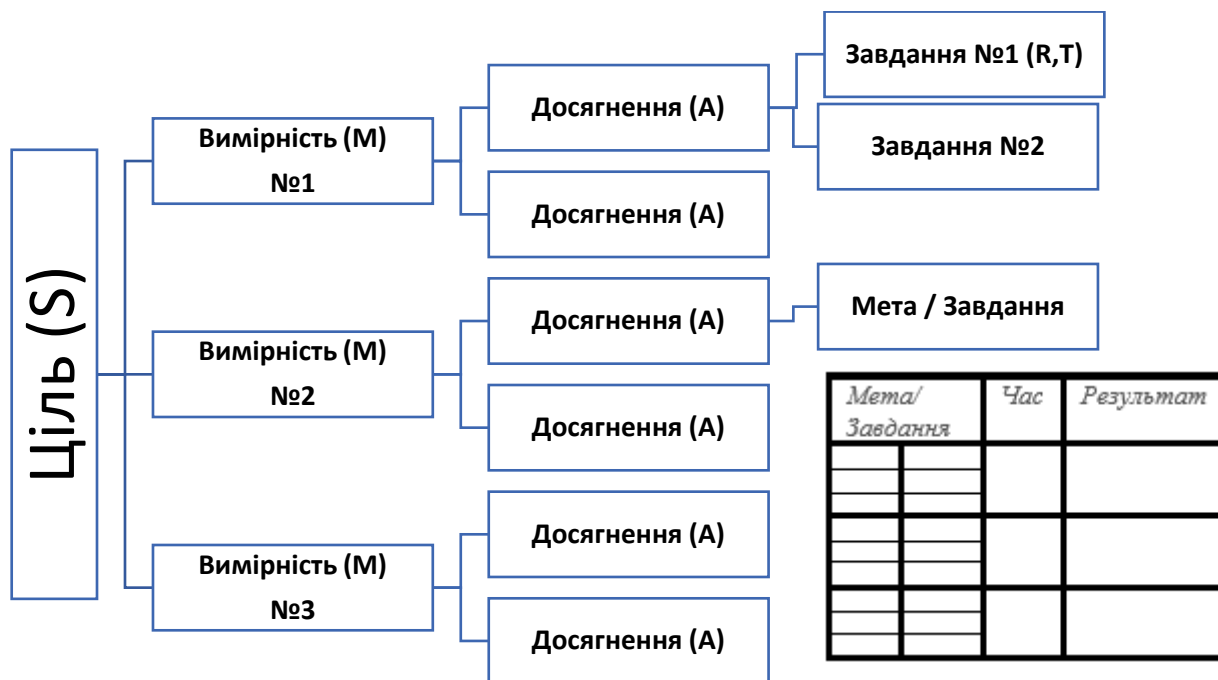 Ціль (S)
Вимірність (М)
№1
Досягнення (А)
Завдання №1 (R,T)
Завдання №2
Досягнення (А)
Вимірність (М)
№2
Досягнення (А)
Мета / Завдання
Досягнення (А)
Вимірність (М)
№3
Досягнення (А)
Досягнення (А)
Мета/ Час Результат
Завдання